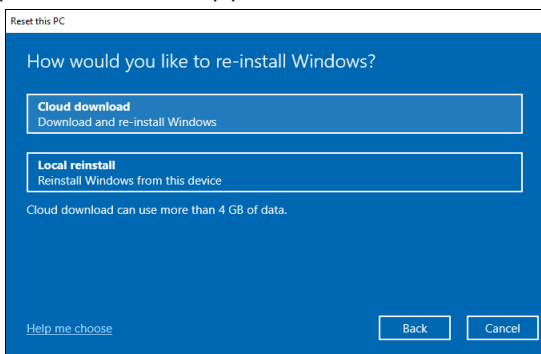 Reset this PC
How would you like to re-install Windows?
Cloud download
Download and re-install Windows
Local reinstall
Reinstall Windows from this device
Cloud download can use more than 4 GB of data.
Help me choose
Back
Cancel